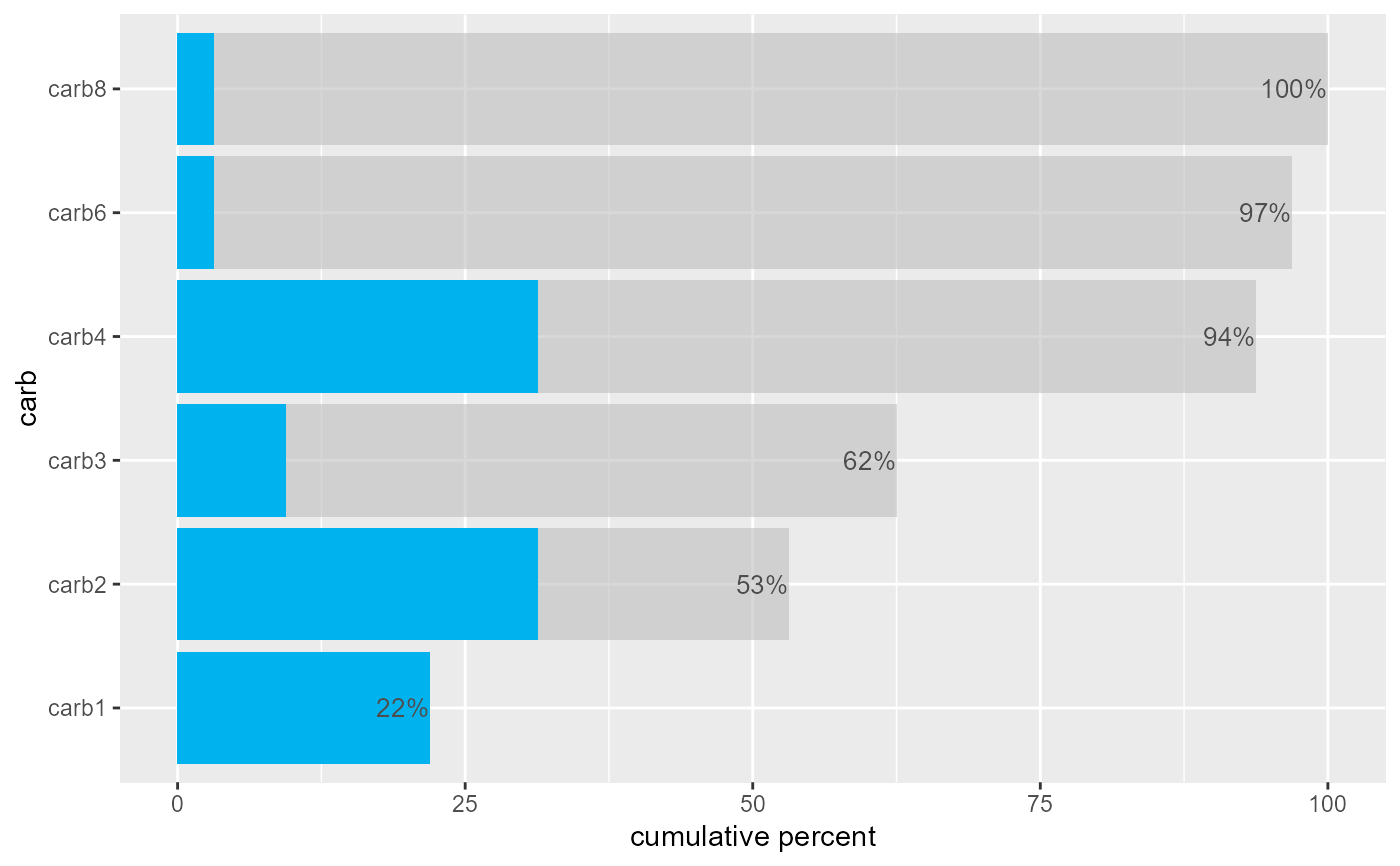 carb8
100%
carb6
97%
carb4
94%
carb
carb3
62%
carb2
53%
carb1
22%
0 25 50 75 100
cumulative percent